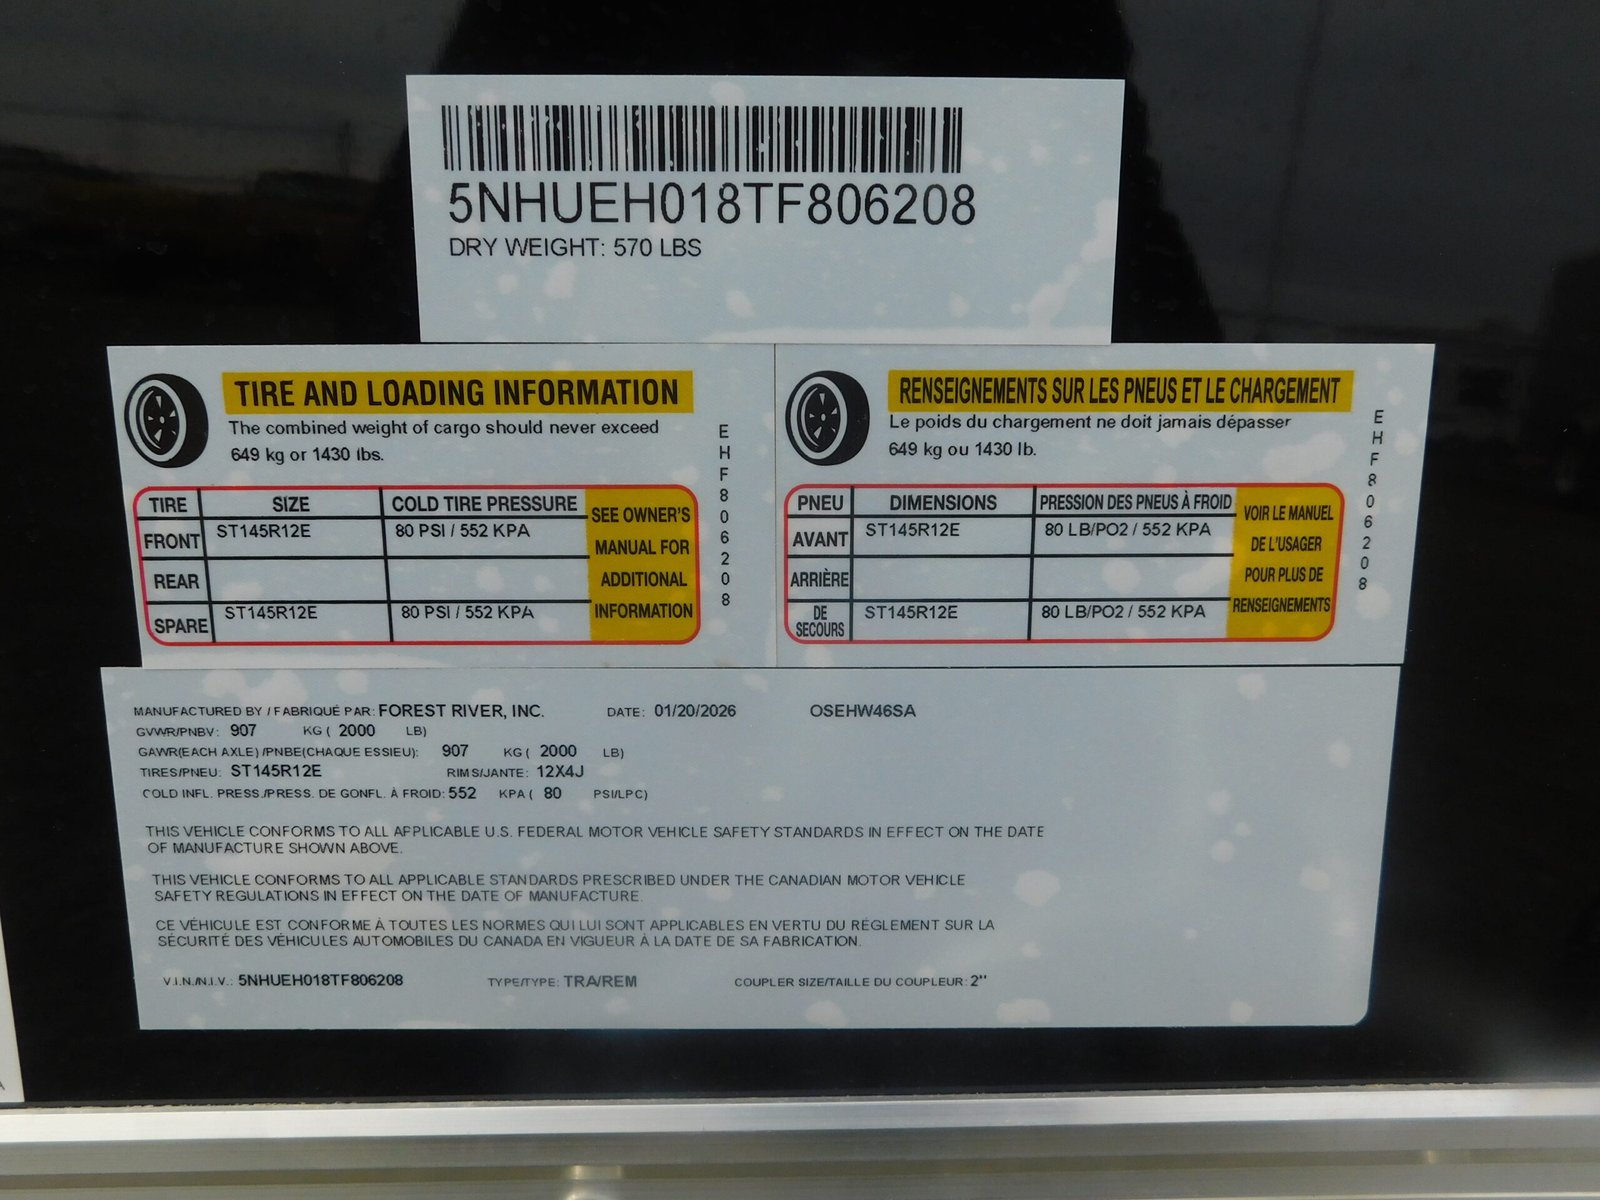 5NHUEH018TF806208
DRY WEIGHT: 570 LBS
TIRE AND LOADING INFORMATION
The combined weight of cargo should never exceed
649 kg or 1430 lbs.
TIRE SIZE COLD TIRE PRESSURE
FRONT ST145R12E 80 PSI / 552 KPA
REAR
SPARE ST145R12E 80 PSI / 552 KPA
SEE OWNER'S
MANUAL FOR
ADDITIONAL
INFORMATION
EHF806208
RENSEIGNEMENTS SUR LES PNEUS ET LE CHARGEMENT
Le poids du chargement ne doit jamais dépasser
649 kg ou 1430 lb.
PNEU DIMENSIONS PRESSION DES PNEUS À FROID
AVANT ST145R12E 80 LB/PO2 / 552 KPA
ARRIÈRE
DE SECOURS ST145R12E 80 LB/PO2 / 552 KPA
VOIR LE MANUEL
DE L'USAGER
POUR PLUS DE
RENSEIGNEMENTS
EHF806208
MANUFACTURED BY / FABRIQUÉ PAR: FOREST RIVER, INC. DATE: 01/20/2026 OSEHW46SA
GVWR/PNBV: 907 KG ( 2000 LB)
GAWR(EACH AXLE) /PNBE(CHAQUE ESSIEU): 907 KG ( 2000 LB)
TIRES/PNEU: ST145R12E RIMS/JANTE: 12X4J
COLD INFL. PRESS./PRESS. DE GONFL. À FROID: 552 KPA ( 80 PSI/LPC)
THIS VEHICLE CONFORMS TO ALL APPLICABLE U.S. FEDERAL MOTOR VEHICLE SAFETY STANDARDS IN EFFECT ON THE DATE
OF MANUFACTURE SHOWN ABOVE.
THIS VEHICLE CONFORMS TO ALL APPLICABLE STANDARDS PRESCRIBED UNDER THE CANADIAN MOTOR VEHICLE
SAFETY REGULATIONS IN EFFECT ON THE DATE OF MANUFACTURE.
CE VÉHICULE EST CONFORME À TOUTES LES NORMES QUI LUI SONT APPLICABLES EN VERTU DU RÉGLEMENT SUR LA
SÉCURITÉ DES VÉHICULES AUTOMOBILES DU CANADA EN VIGUEUR À LA DATE DE SA FABRICATION.
V.I.N./N.I.V.: 5NHUEH018TF806208 TYPE/TYPE: TRA/REM COUPLER SIZE/TAILLE DU COUPLEUR: 2"